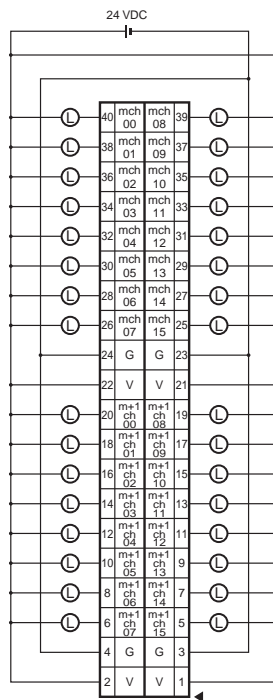 24 VDC
L 40 mch 00 mch 08 39 L
L 38 mch 01 mch 09 37 L
L 36 mch 02 mch 10 35 L
L 34 mch 03 mch 11 33 L
L 32 mch 04 mch 12 31 L
L 30 mch 05 mch 13 29 L
L 28 mch 06 mch 14 27 L
L 26 mch 07 mch 15 25 L
24 G G 23
22 V V 21
L 20 m+1 ch 00 m+1 ch 08 19 L
L 18 m+1 ch 01 m+1 ch 09 17 L
L 16 m+1 ch 02 m+1 ch 10 15 L
L 14 m+1 ch 03 m+1 ch 11 13 L
L 12 m+1 ch 04 m+1 ch 12 11 L
L 10 m+1 ch 05 m+1 ch 13 9 L
L 8 m+1 ch 06 m+1 ch 14 7 L
L 6 m+1 ch 07 m+1 ch 15 5 L
4 G G 3
2 V V 1